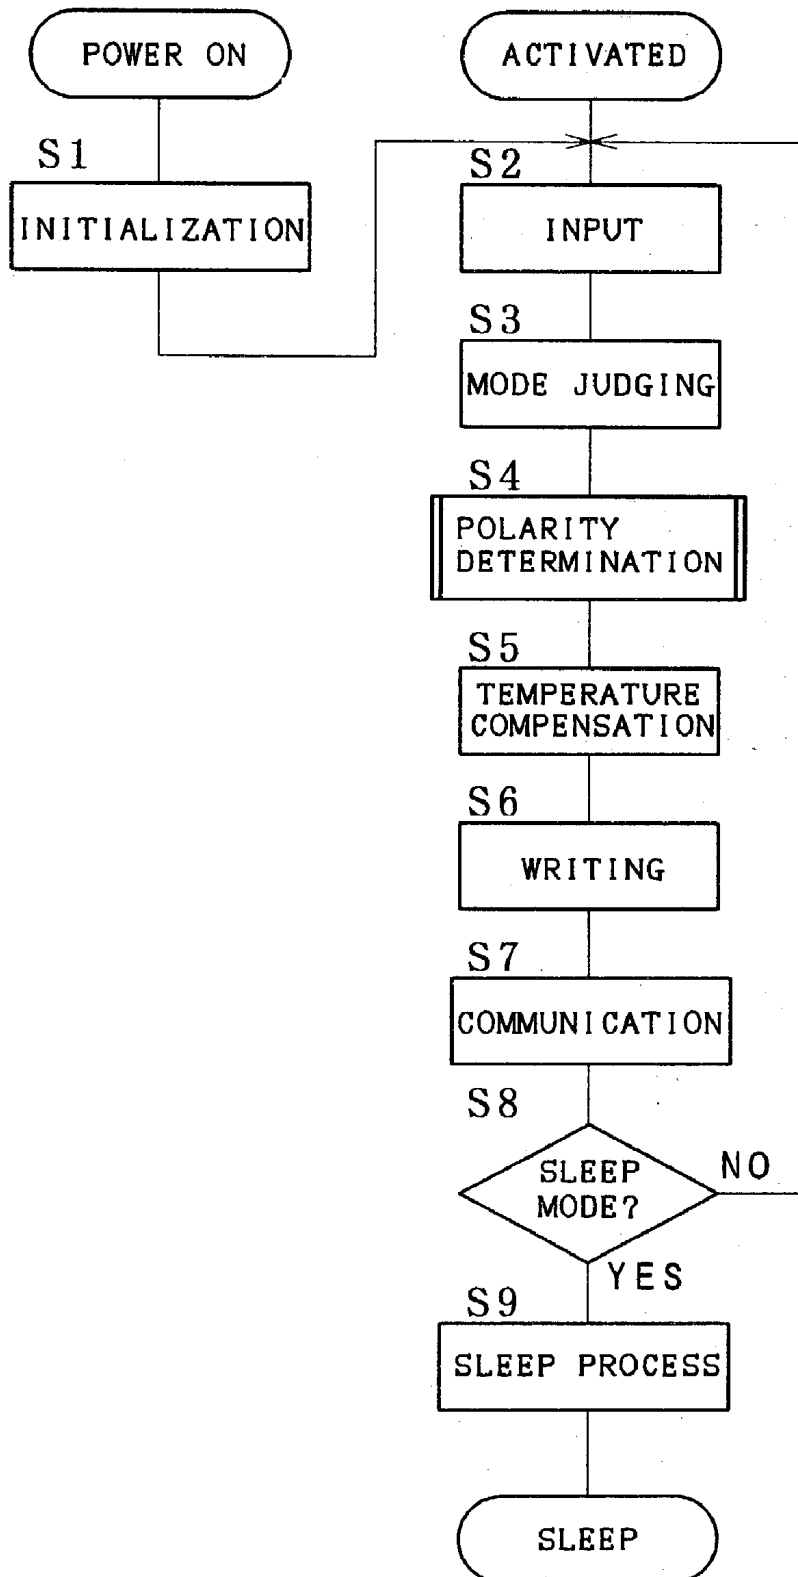 POWER ON
ACTIVATED
S1
INITIALIZATION
S2
INPUT
S3
MODE JUDGING
S4
POLARITY
DETERMINATION
S5
TEMPERATURE
COMPENSATION
S6
WRITING
S7
COMMUNICATION
S8
SLEEP
MODE?
NO
YES
S9
SLEEP PROCESS
SLEEP